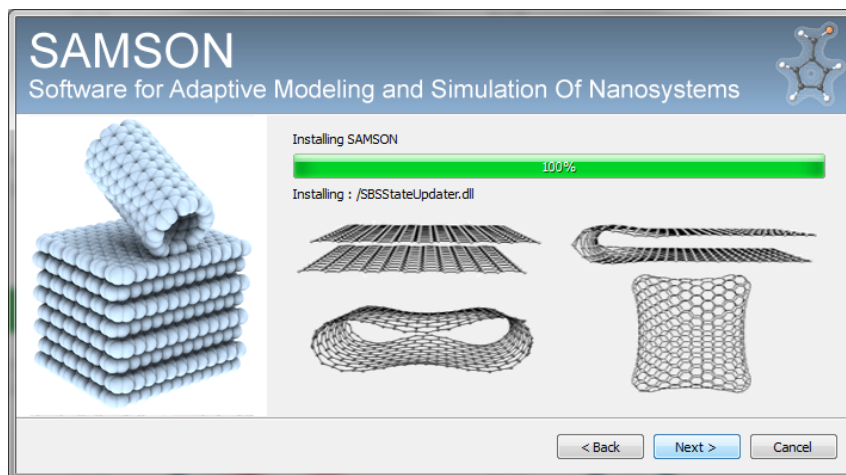 SAMSON
Software for Adaptive Modeling and Simulation Of Nanosystems
Installing SAMSON
100%
Installing : /SBSStateUpdater.dll
< Back
Next >
Cancel